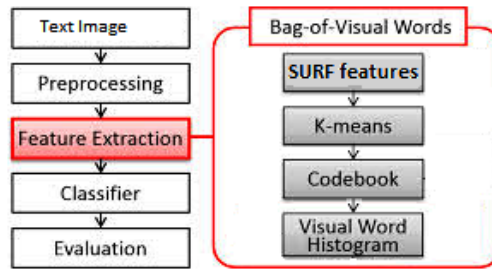 Text Image
Preprocessing
Feature Extraction
Classifier
Evaluation
Bag-of-Visual Words
SURF features
K-means
Codebook
Visual Word
Histogram